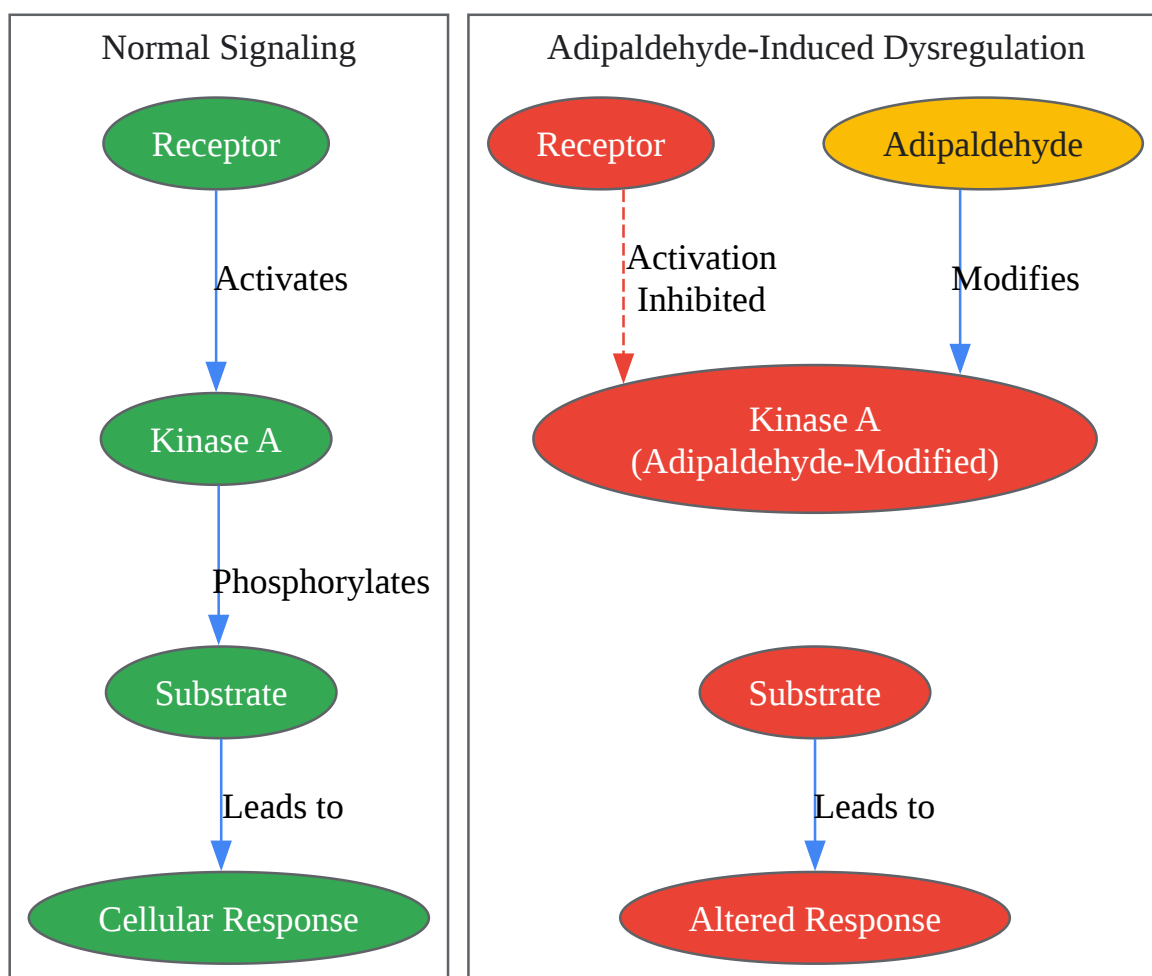 Normal Signaling
Receptor
Activates
Kinase A
Phosphorylates
Substrate
Leads to
Cellular Response
Adipaldehyde-Induced Dysregulation
Receptor
Adipaldehyde
Activation
Inhibited
Modifies
Kinase A
(Adipaldehyde-Modified)
Substrate
Leads to
Altered Response